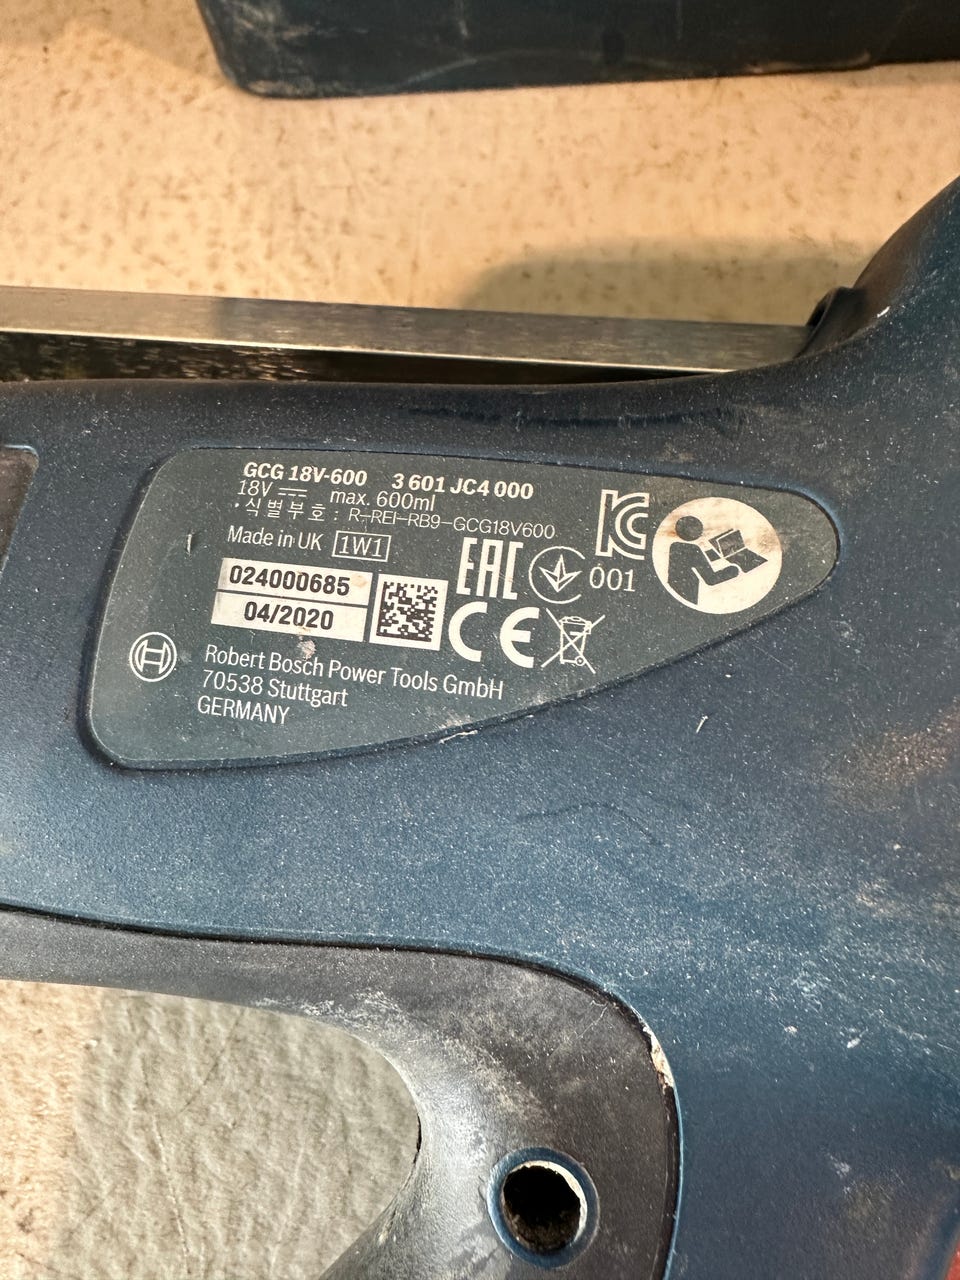 GCG 18V-600 3 601 JC4 000
18V max. 600ml
• 식별부호 : R-REI-RB9-GCG18V600
Made in UK 1W1
024000685
04/2020
EAC 001
CE
Robert Bosch Power Tools GmbH
70538 Stuttgart
GERMANY